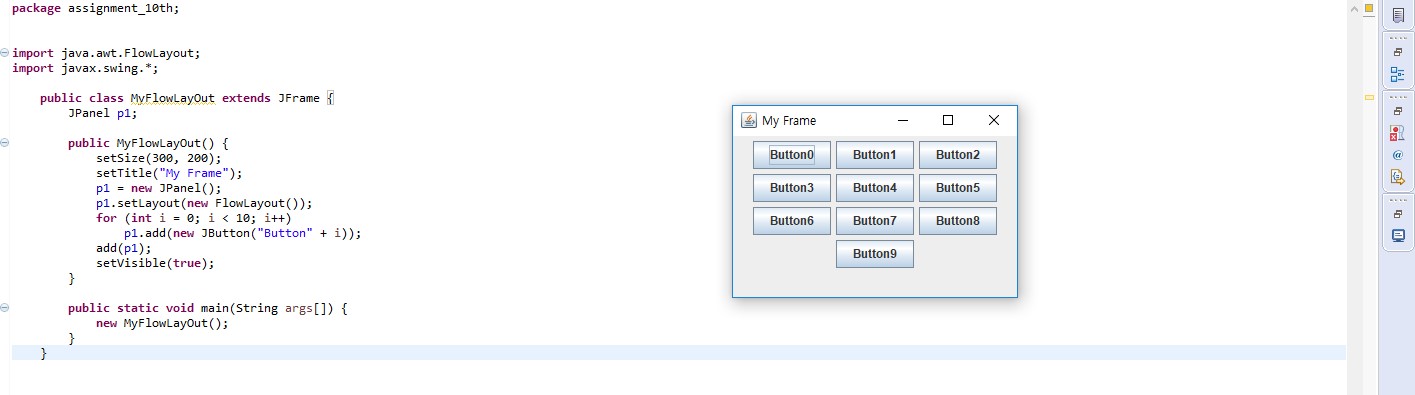 package assignment_10th;
import java.awt.FlowLayout;
import javax.swing.*;
public class MyFlowLayOut extends JFrame {
JPanel p1;
public MyFlowLayOut() {
setSize(300, 200);
setTitle("My Frame");
p1 = new JPanel();
p1.setLayout(new FlowLayout());
for (int i = 0; i < 10; i++)
p1.add(new JButton("Button" + i));
add(p1);
setVisible(true);
}
public static void main(String args[]) {
new MyFlowLayOut();
}
}
My Frame
Button0 Button1 Button2
Button3 Button4 Button5
Button6 Button7 Button8
Button9